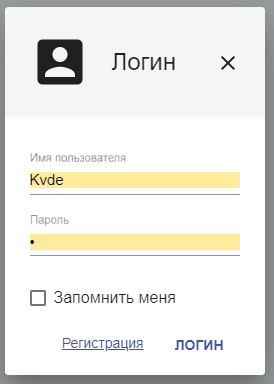 Логин
Имя пользователя
Kvde
Пароль
•
Запомнить меня
Регистрация
ЛОГИН